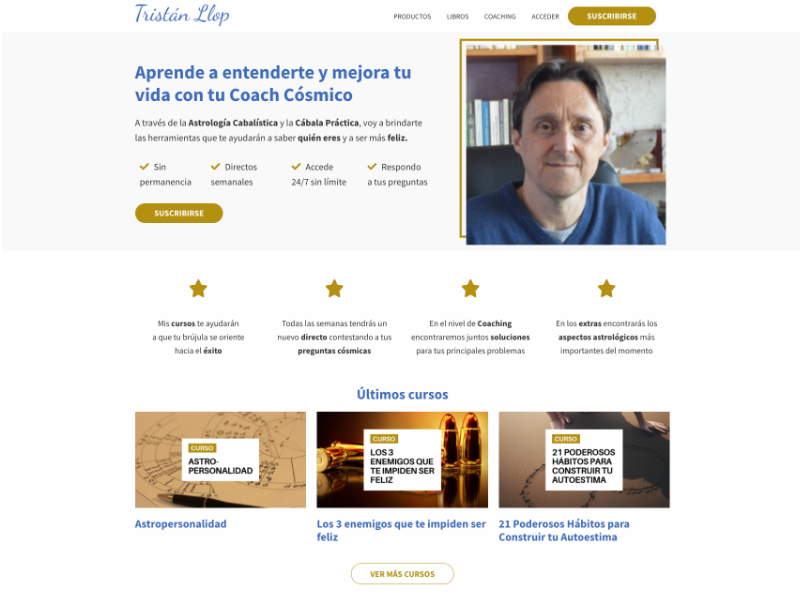 Tristán Llop
PRODUCTOS LIBROS COACHING ACCEDER SUSCRIBIRSE
Aprende a entenderte y mejora tu
vida con tu Coach Cósmico
A través de la Astrología Cabalística y la Cábala Práctica, voy a brindarte
las herramientas que te ayudarán a saber quién eres y a ser más feliz.
Sin
permanencia
Directos
semanales
Accede
24/7 sin límite
Respondo
a tus preguntas
SUSCRIBIRSE
Mis cursos te ayudarán
a que tu brújula se oriente
hacia el éxito
Todas las semanas tendrás un
nuevo directo contestando a tus
preguntas cósmicas
En el nivel de Coaching
encontraremos juntos soluciones
para tus principales problemas
En los extras encontrarás los
aspectos astrológicos más
importantes del momento
Últimos cursos
CURSO
ASTRO-
PERSONALIDAD
CURSO
LOS 3
ENEMIGOS QUE
TE IMPIDEN SER
FELIZ
CURSO
21 PODEROSOS
HÁBITOS PARA
CONSTRUIR TU
AUTOESTIMA
Astropersonalidad
Los 3 enemigos que te impiden ser
feliz
21 Poderosos Hábitos para
Construir tu Autoestima
VER MÁS CURSOS